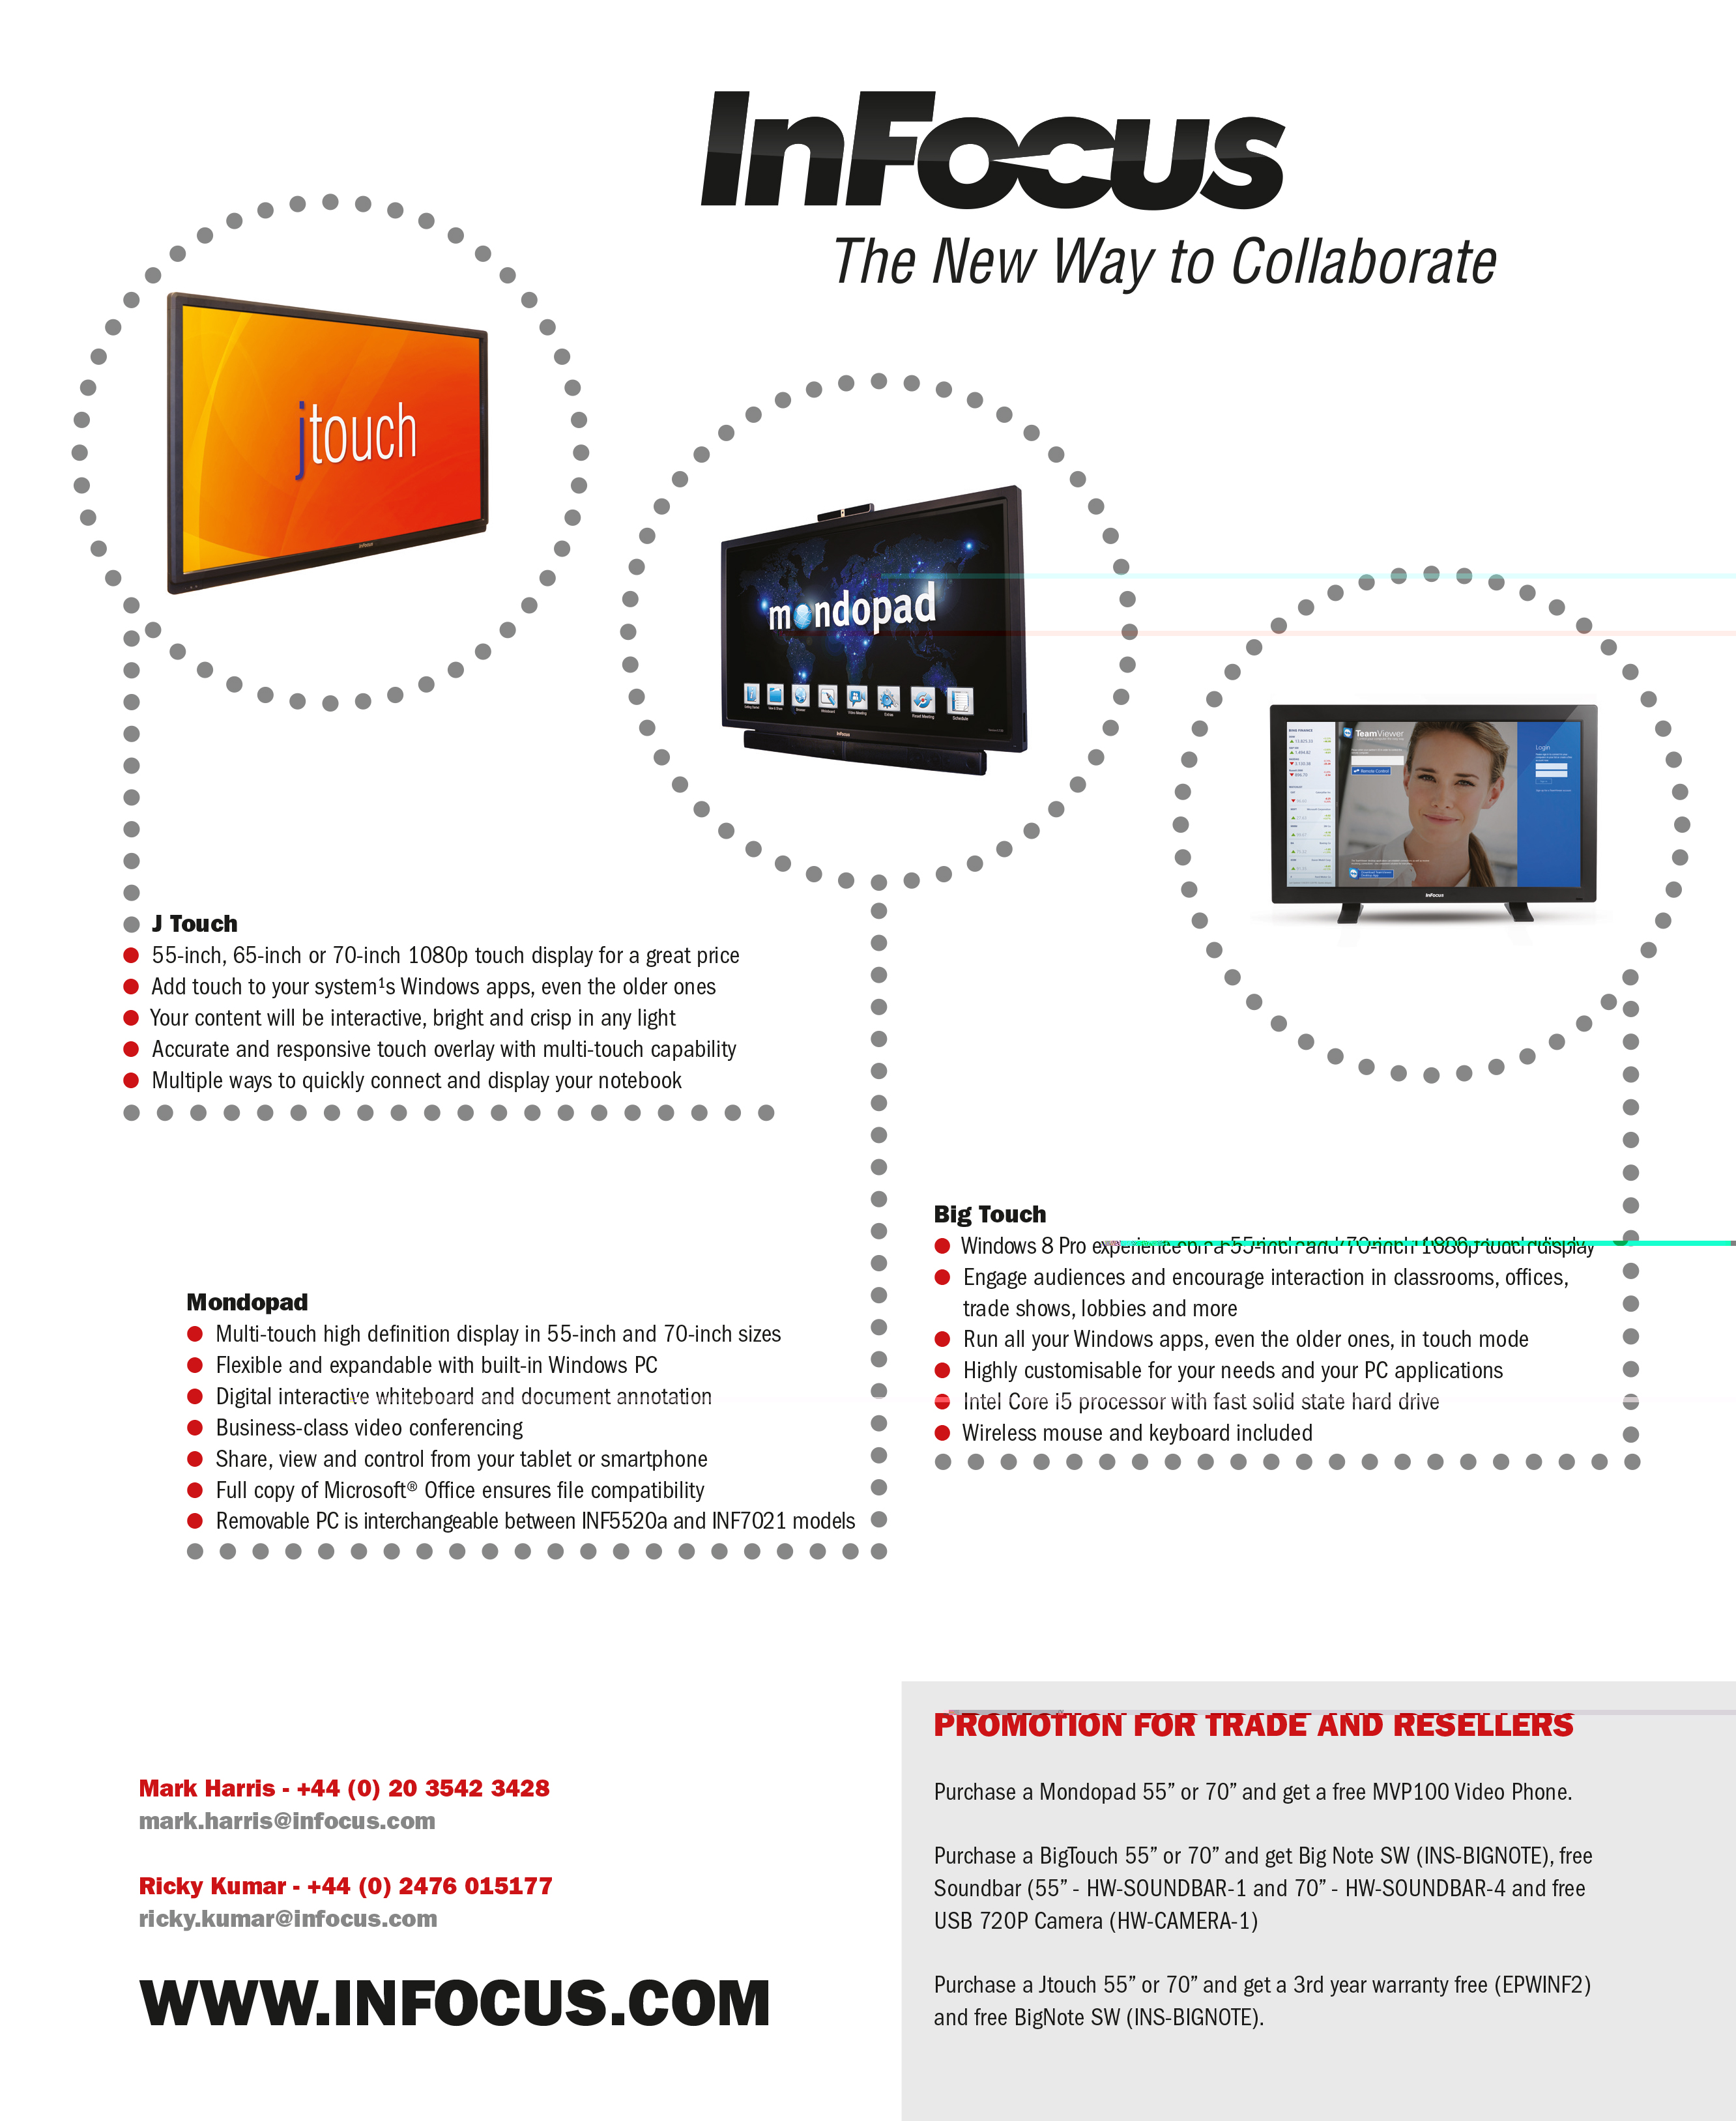 InFocus
The New Way to Collaborate
jtouch
InFocus
mondopad
Video Meeting
Schedule
InFocus
TeamViewer
Remote Control
Login
InFocus
J Touch
55-inch, 65-inch or 70-inch 1080p touch display for a great price
Add touch to your system¹s Windows apps, even the older ones
Your content will be interactive, bright and crisp in any light
Accurate and responsive touch overlay with multi-touch capability
Multiple ways to quickly connect and display your notebook
Big Touch
Windows 8 Pro experience on a 55-inch and 70-inch 1080p touch display
Engage audiences and encourage interaction in classrooms, offices,
trade shows, lobbies and more
Run all your Windows apps, even the older ones, in touch mode
Highly customisable for your needs and your PC applications
Intel Core i5 processor with fast solid state hard drive
Wireless mouse and keyboard included
Mondopad
Multi-touch high definition display in 55-inch and 70-inch sizes
Flexible and expandable with built-in Windows PC
Digital interactive whiteboard and document annotation
Business-class video conferencing
Share, view and control from your tablet or smartphone
Full copy of Microsoft® Office ensures file compatibility
Removable PC is interchangeable between INF5520a and INF7021 models
Mark Harris - +44 (0) 20 3542 3428
mark.harris@infocus.com
Ricky Kumar - +44 (0) 2476 015177
ricky.kumar@infocus.com
WWW.INFOCUS.COM
PROMOTION FOR TRADE AND RESELLERS
Purchase a Mondopad 55” or 70” and get a free MVP100 Video Phone.
Purchase a BigTouch 55” or 70” and get Big Note SW (INS-BIGNOTE), free
Soundbar (55” - HW-SOUNDBAR-1 and 70” - HW-SOUNDBAR-4 and free
USB 720P Camera (HW-CAMERA-1)
Purchase a Jtouch 55” or 70” and get a 3rd year warranty free (EPWINF2)
and free BigNote SW (INS-BIGNOTE).